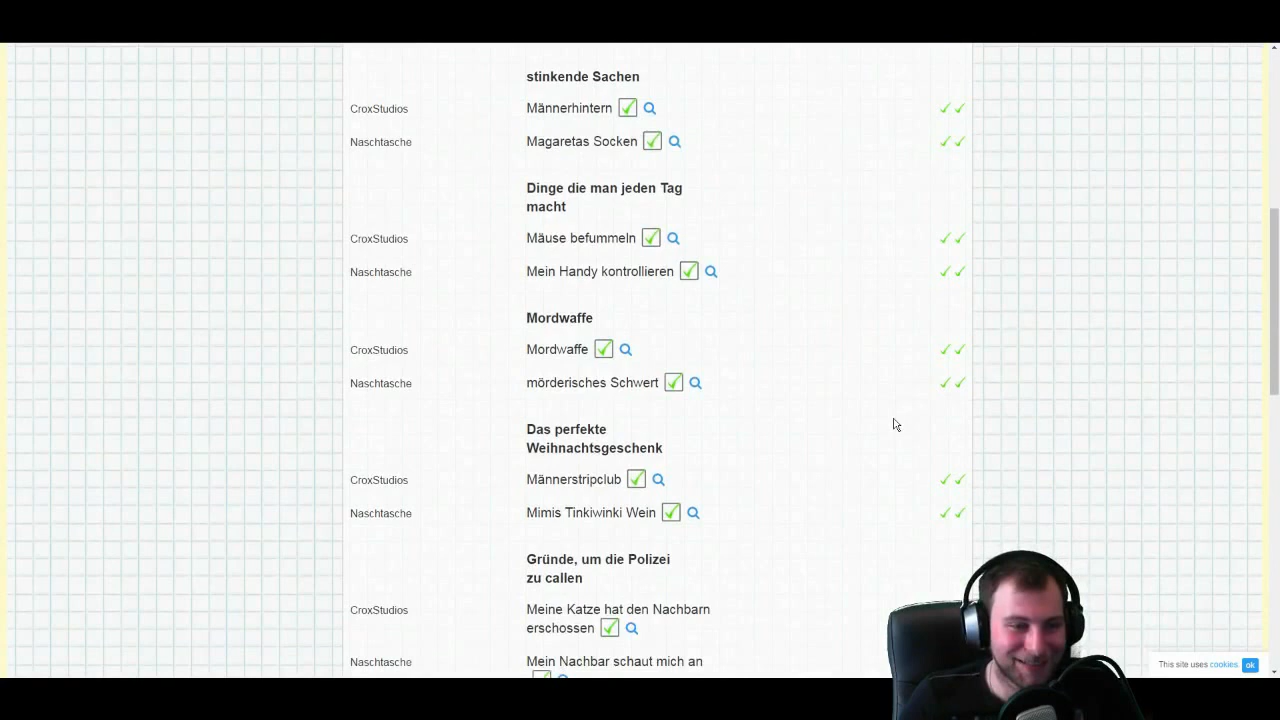 stinkende Sachen
CroxStudios Männerhintern
Naschtasche Magaretas Socken
Dinge die man jeden Tag
macht
CroxStudios Mäuse befummeln
Naschtasche Mein Handy kontrollieren
Mordwaffe
CroxStudios Mordwaffe
Naschtasche mörderisches Schwert
Das perfekte
Weihnachtsgeschenk
CroxStudios Männerstripclub
Naschtasche Mimis Tinkiwinki Wein
Gründe, um die Polizei
zu callen
CroxStudios Meine Katze hat den Nachbarn
erschossen
Naschtasche Mein Nachbar schaut mich an
This site uses cookies. ok